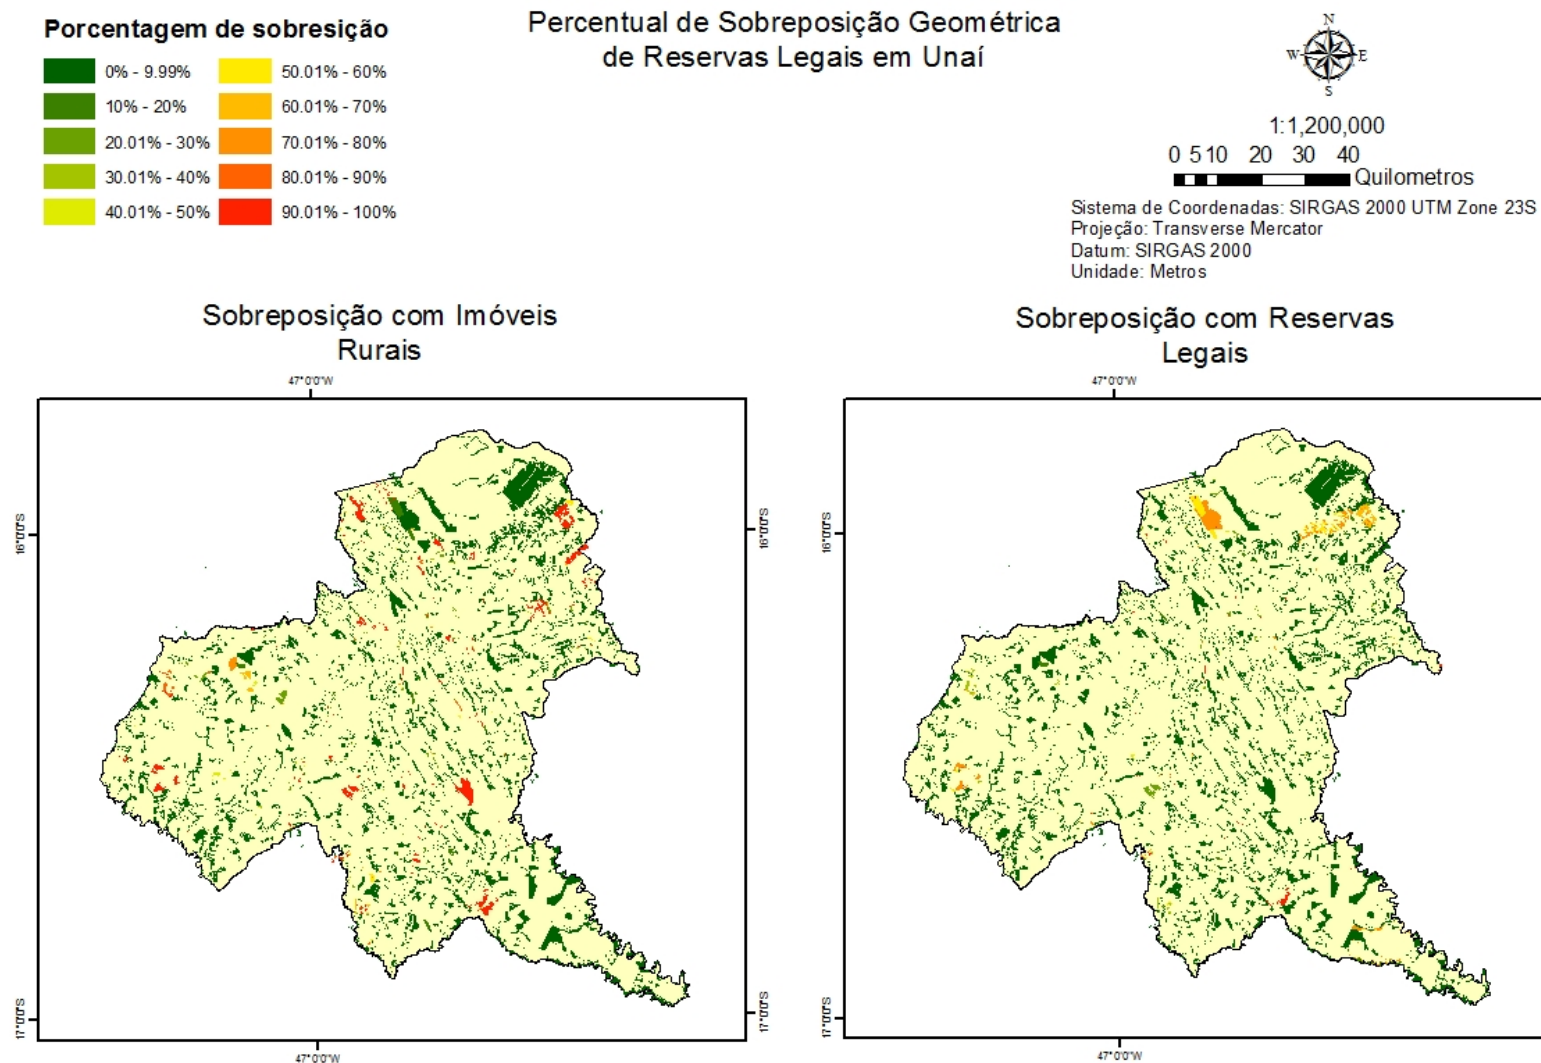 Porcentagem de sobresição
0% - 9.99%
10% - 20%
20.01% - 30%
30.01% - 40%
40.01% - 50%
50.01% - 60%
60.01% - 70%
70.01% - 80%
80.01% - 90%
90.01% - 100%
Percentual de Sobreposição Geométrica
de Reservas Legais em Unaí
N
W E
S
1:1,200,000
0 5 10 20 30 40
Quilometros
Sistema de Coordenadas: SIRGAS 2000 UTM Zone 23S
Projeção: Transverse Mercator
Datum: SIRGAS 2000
Unidade: Metros
Sobreposição com Imóveis
Rurais
47°0'0"W
16°0'0"S
16°0'0"S
17°0'0"S
17°0'0"S
47°0'0"W
Sobreposição com Reservas
Legais
47°0'0"W
16°0'0"S
17°0'0"S
47°0'0"W